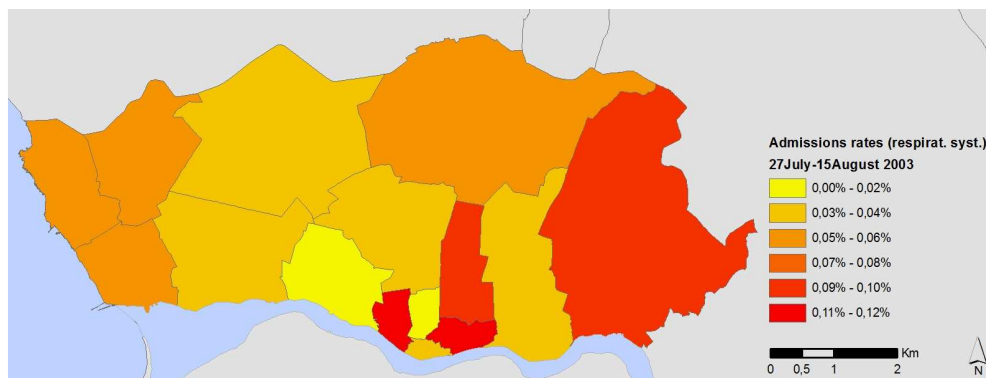 Admissions rates (respirat. syst.)
27July-15August 2003
0,00% - 0,02%
0,03% - 0,04%
0,05% - 0,06%
0,07% - 0,08%
0,09% - 0,10%
0,11% - 0,12%
Km
0 0,5 1 2
N